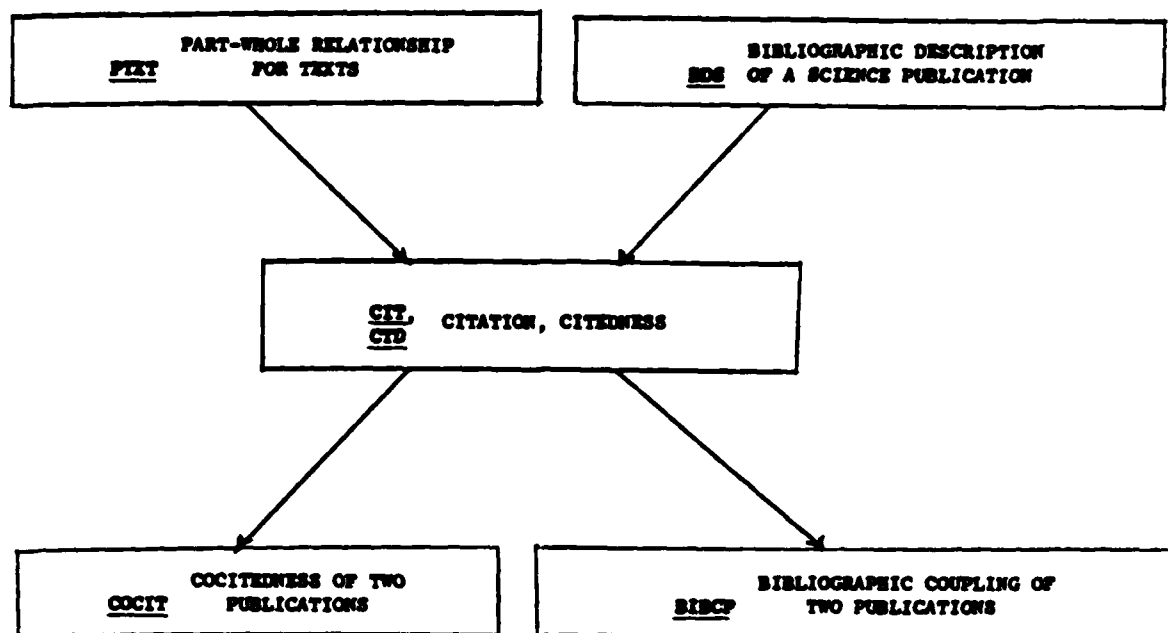 PART-WHOLE RELATIONSHIP
PTXT FOR TEXTS
BIBLIOGRAPHIC DESCRIPTION
BDS OF A SCIENCE PUBLICATION
CIT,
CTD CITATION, CITEDNESS
COCITEDNESS OF TWO
COCIT PUBLICATIONS
BIBLIOGRAPHIC COUPLING OF
BIBCP TWO PUBLICATIONS